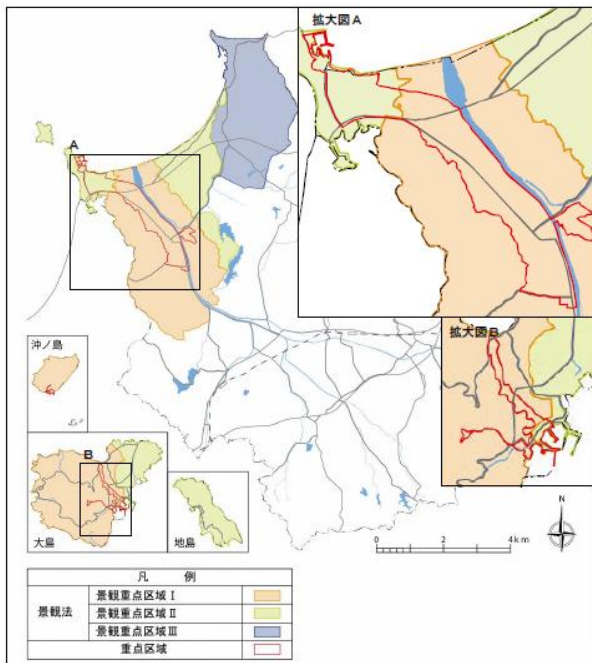 拡大図A
A
拡大図B
沖ノ島
B
大島
地島
N
0 2 4km
凡 例
景観法
景観重点区域Ⅰ
景観重点区域Ⅱ
景観重点区域Ⅲ
重点区域